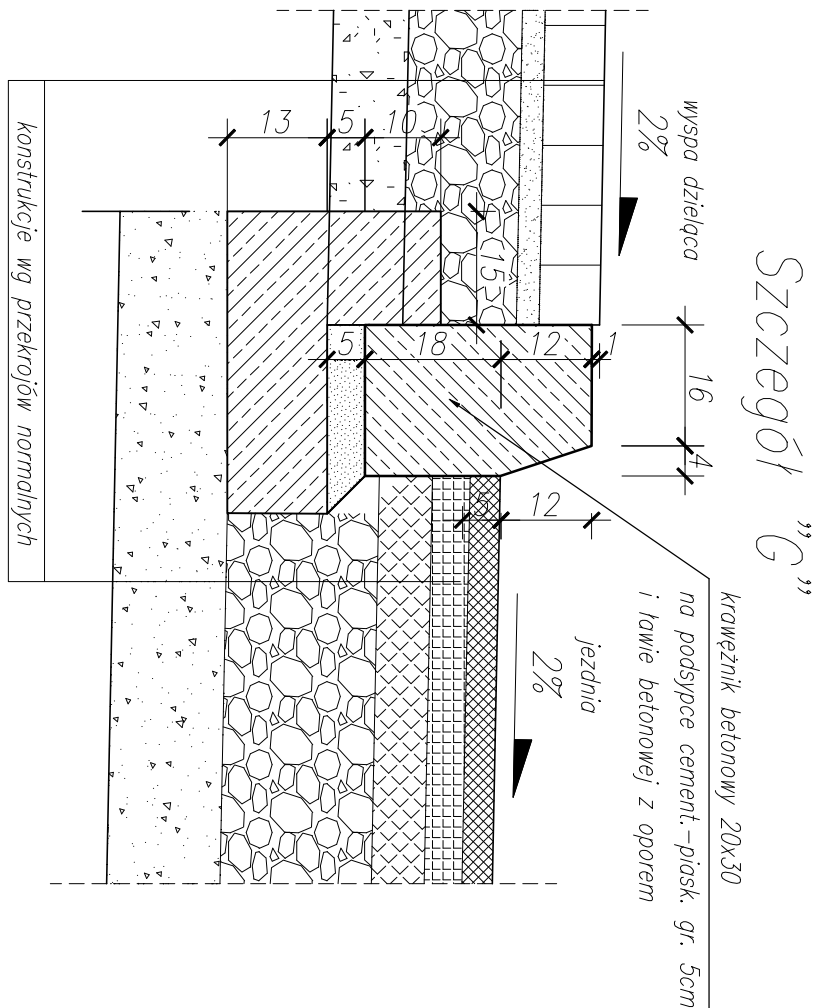 Szczegół "G"
krawężnik betonowy 20x30
na podsypce cement.-piask. gr. 5cm
i ławie betonowej z oporem
wyspa dzieląca
2%
jezdnia
2%
16
4
1
12
18
5
12
5
15
10
5
13
konstrukcje wg przekrojów normalnych